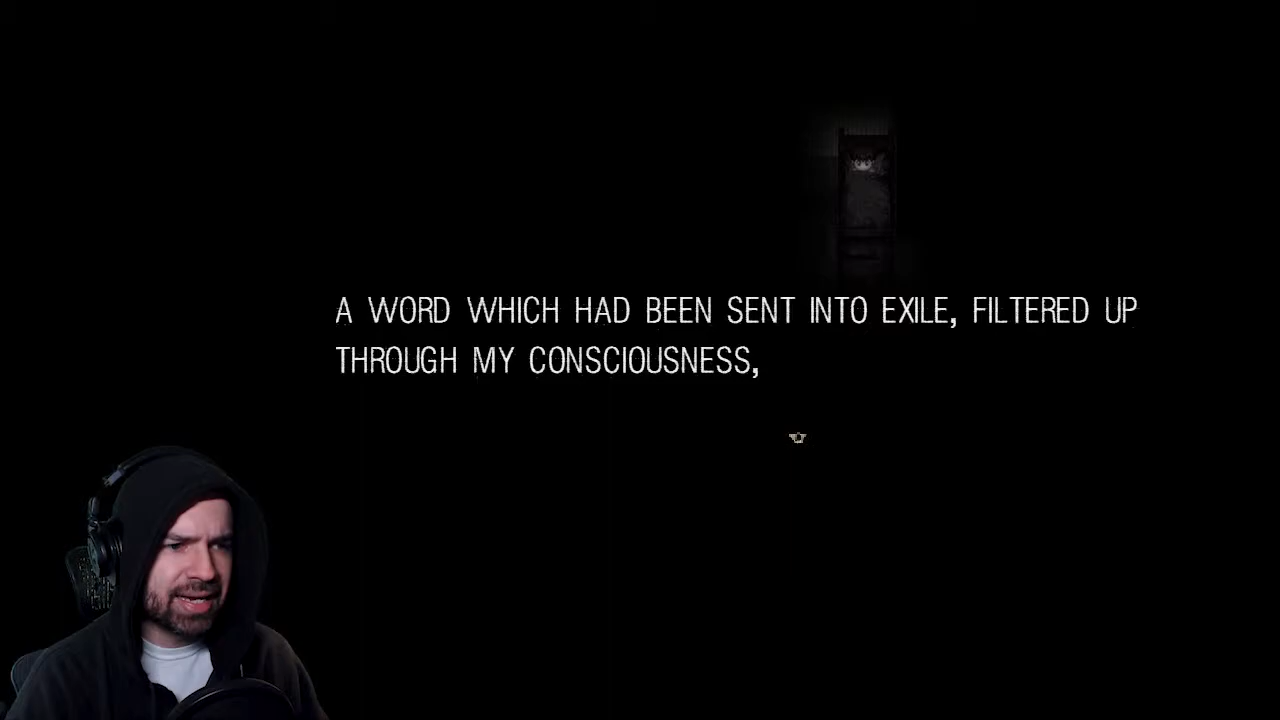 A WORD WHICH HAD BEEN SENT INTO EXILE, FILTERED UP
THROUGH MY CONSCIOUSNESS,